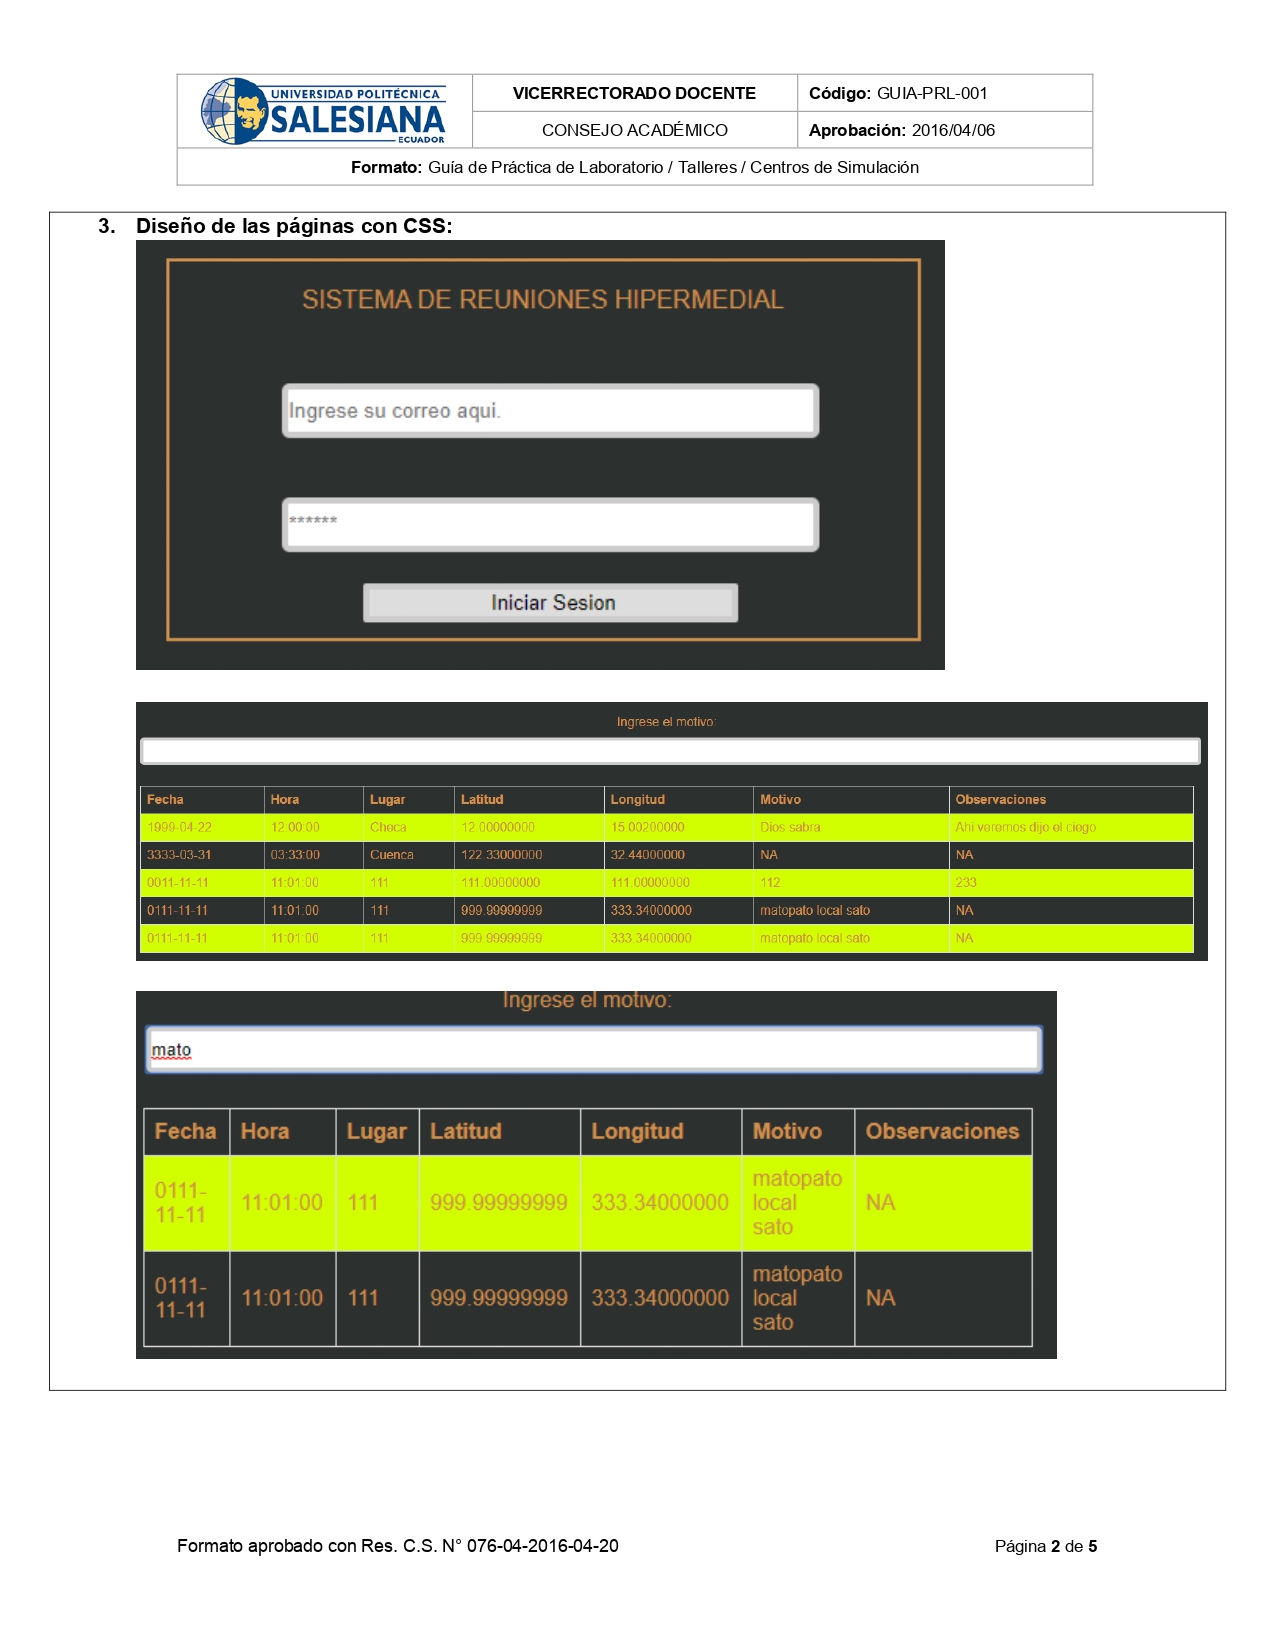 UNIVERSIDAD POLITÉCNICA
SALESIANA
ECUADOR
VICERRECTORADO DOCENTE
Código: GUIA-PRL-001
CONSEJO ACADÉMICO
Aprobación: 2016/04/06
Formato: Guía de Práctica de Laboratorio / Talleres / Centros de Simulación
3. Diseño de las páginas con CSS:
SISTEMA DE REUNIONES HIPERMEDIAL
Ingrese su correo aqui.
******
Iniciar Sesion
Ingrese el motivo:
Fecha Hora Lugar Latitud Longitud Motivo Observaciones
1999-04-22 12:00:00 Checa 12.00000000 15.00200000 Dios sabra Ahi veremos dijo el ciego
3333-03-31 03:33:00 Cuenca 122.33000000 32.44000000 NA NA
0011-11-11 11:01:00 111 111.00000000 111.00000000 112 233
0111-11-11 11:01:00 111 999.99999999 333.34000000 matopato local sato NA
0111-11-11 11:01:00 111 999.99999999 333.34000000 matopato local sato NA
Ingrese el motivo:
mato
Fecha Hora Lugar Latitud Longitud Motivo Observaciones
0111-
11-11 11:01:00 111 999.99999999 333.34000000 matopato
local
sato NA
0111-
11-11 11:01:00 111 999.99999999 333.34000000 matopato
local
sato NA
Formato aprobado con Res. C.S. N° 076-04-2016-04-20
Página 2 de 5